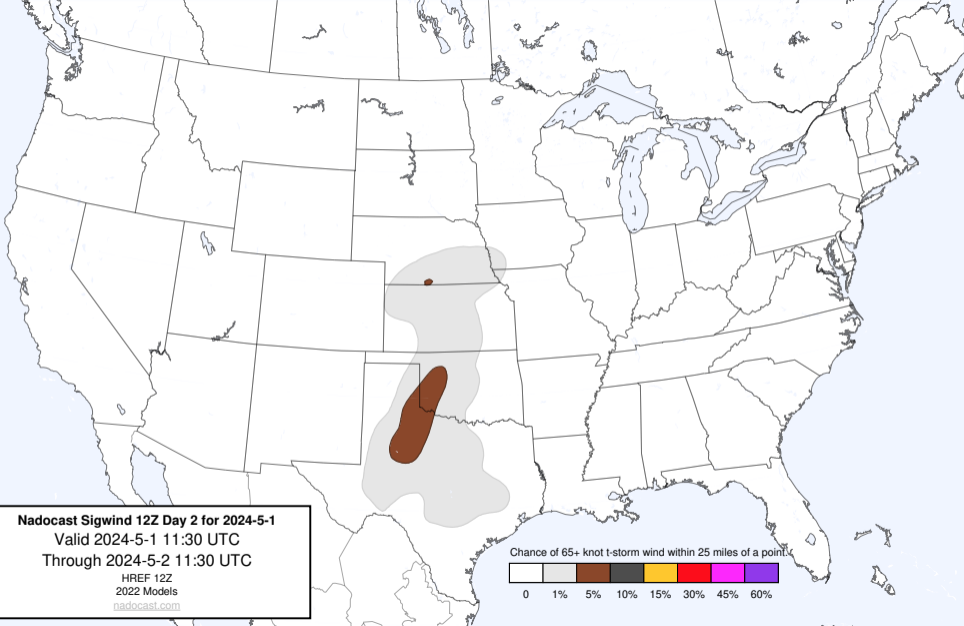 Nadocast Sigwind 12Z Day 2 for 2024-5-1
Valid 2024-5-1 11:30 UTC
Through 2024-5-2 11:30 UTC
HREF 12Z
2022 Models
nadocast.com
Chance of 65+ knot t-storm wind within 25 miles of a point.
0 1% 5% 10% 15% 30% 45% 60%